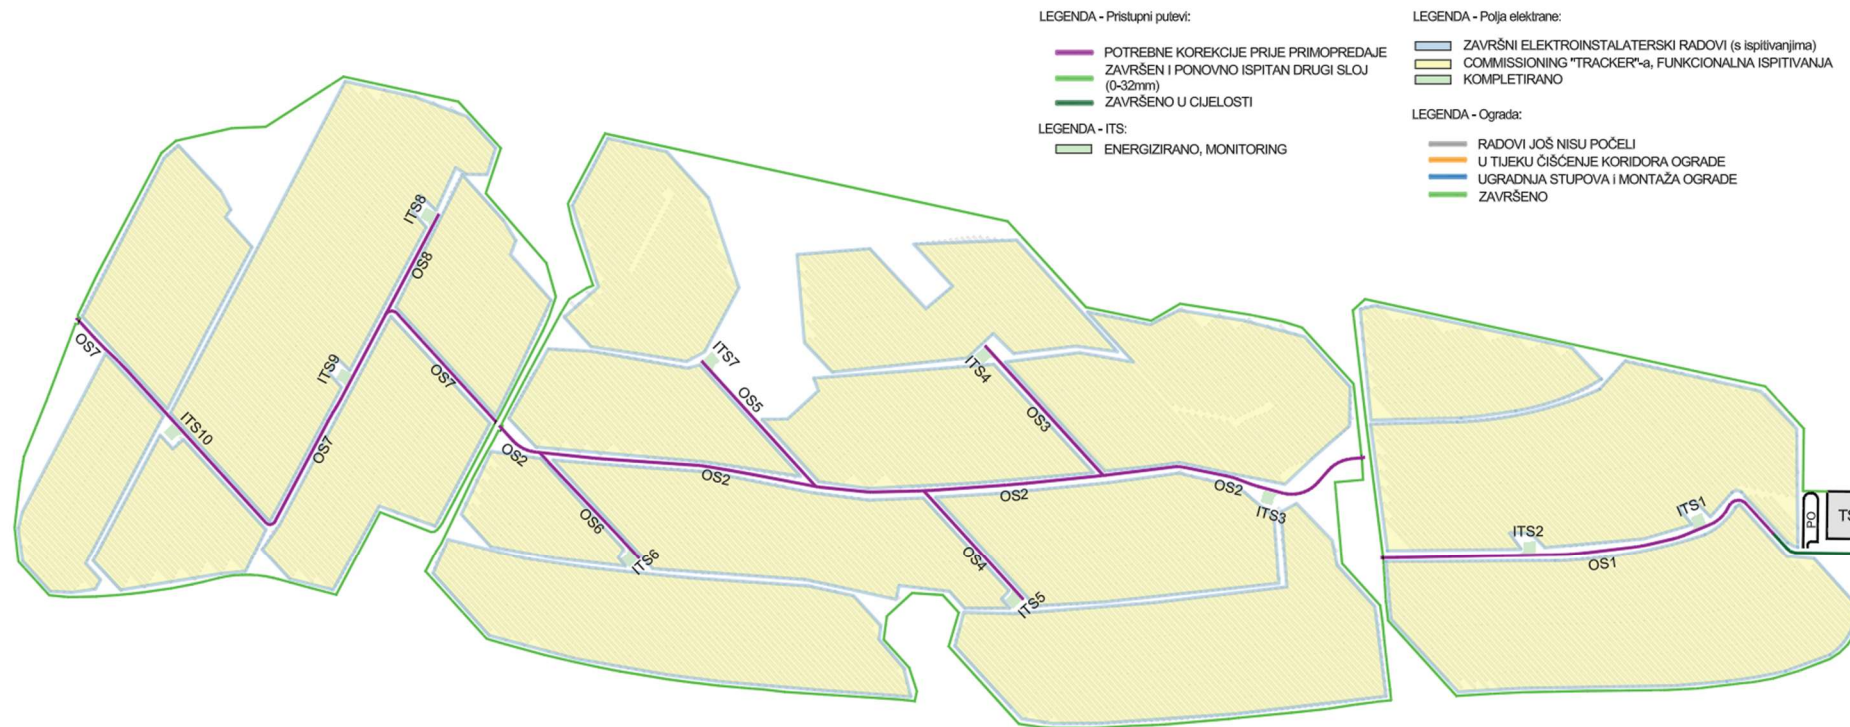 LEGENDA - Pristupni putevi:
POTREBNE KOREKCIJE PRIJE PRIMOPREDAJE
ZAVRŠEN I PONOVNO ISPITAN DRUGI SLOJ
(0-32mm)
ZAVRŠENO U CIJELOSTI
LEGENDA - ITS:
ENERGIZIRANO, MONITORING
LEGENDA - Polja elektrane:
ZAVRŠNI ELEKTROINSTALATERSKI RADOVI (s ispitivanjima)
COMMISSIONING "TRACKER"-a, FUNKCIONALNA ISPITIVANJA
KOMPLETIRANO
LEGENDA - Ograda:
RADOVI JOŠ NISU POČELI
U TIJEKU ČIŠĆENJE KORIDORA OGRADE
UGRADNJA STUPOVA i MONTAŽA OGRADE
ZAVRŠENO
ITS8
OS8
OS7
ITS9
OS7
ITS10
OS7
ITS7
OS5
ITS4
OS3
OS2
OS2
OS2
OS2
ITS3
OS6
ITS6
OS4
ITS5
ITS1
ITS2
OS1
PO
TS